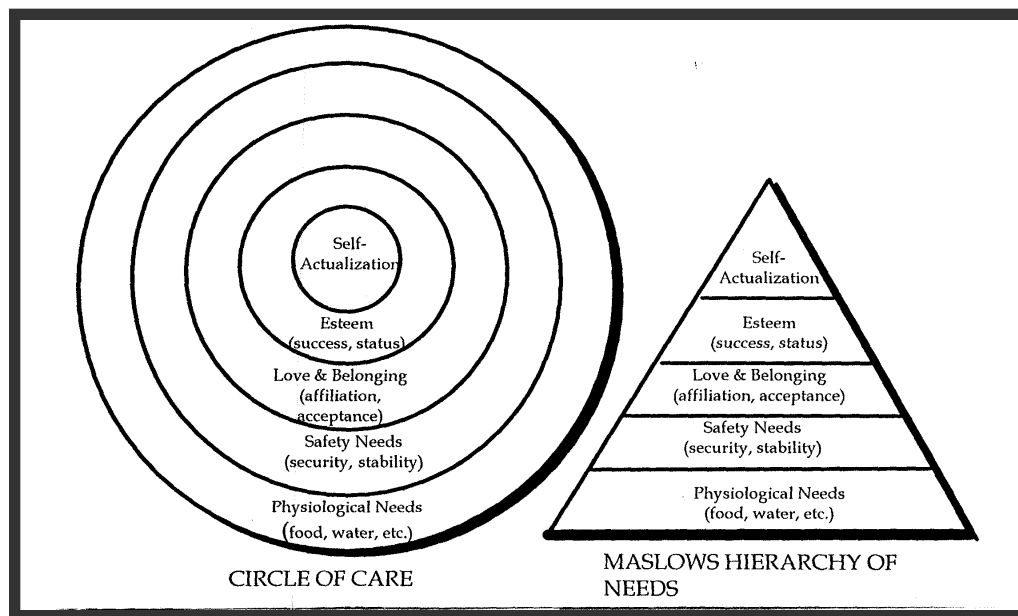 Self-
Actualization
Esteem
(success, status)
Love & Belonging
(affiliation,
acceptance)
Safety Needs
(security, stability)
Physiological Needs
(food, water, etc.)
CIRCLE OF CARE
Self-
Actualization
Esteem
(success, status)
Love & Belonging
(affiliation, acceptance)
Safety Needs
(security, stability)
Physiological Needs
(food, water, etc.)
MASLOWS HIERARCHY OF
NEEDS